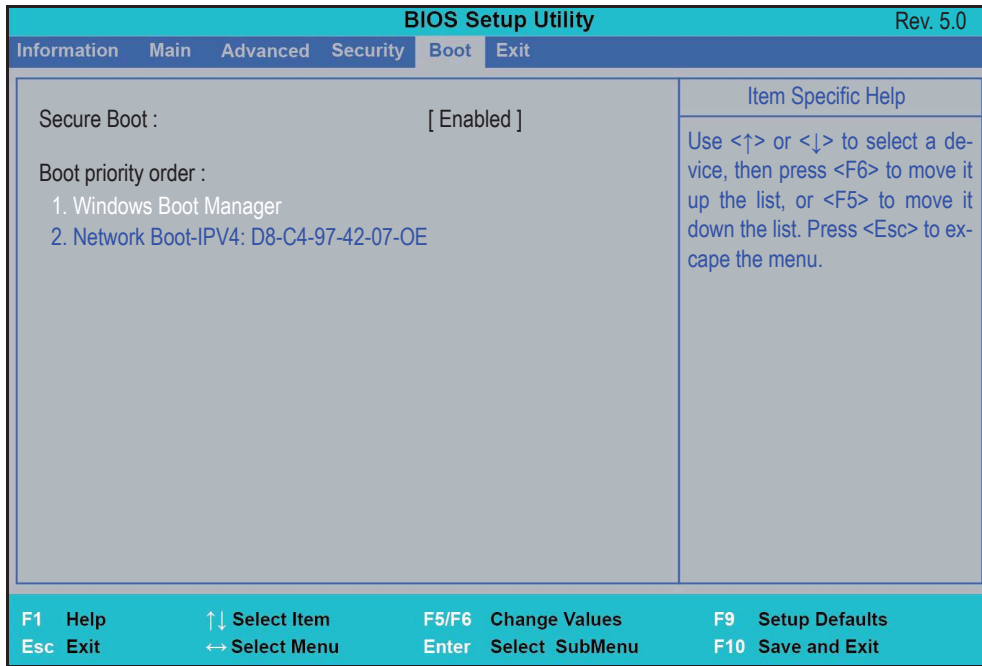 BIOS Setup Utility Rev. 5.0
Information Main Advanced Security Boot Exit
Secure Boot : [ Enabled ]
Boot priority order :
1. Windows Boot Manager
2. Network Boot-IPV4: D8-C4-97-42-07-OE
Item Specific Help
Use <↑> or <↓> to select a de-
vice, then press <F6> to move it
up the list, or <F5> to move it
down the list. Press <Esc> to ex-
cape the menu.
F1 Help ↑↓ Select Item F5/F6 Change Values F9 Setup Defaults
Esc Exit ↔ Select Menu Enter Select SubMenu F10 Save and Exit